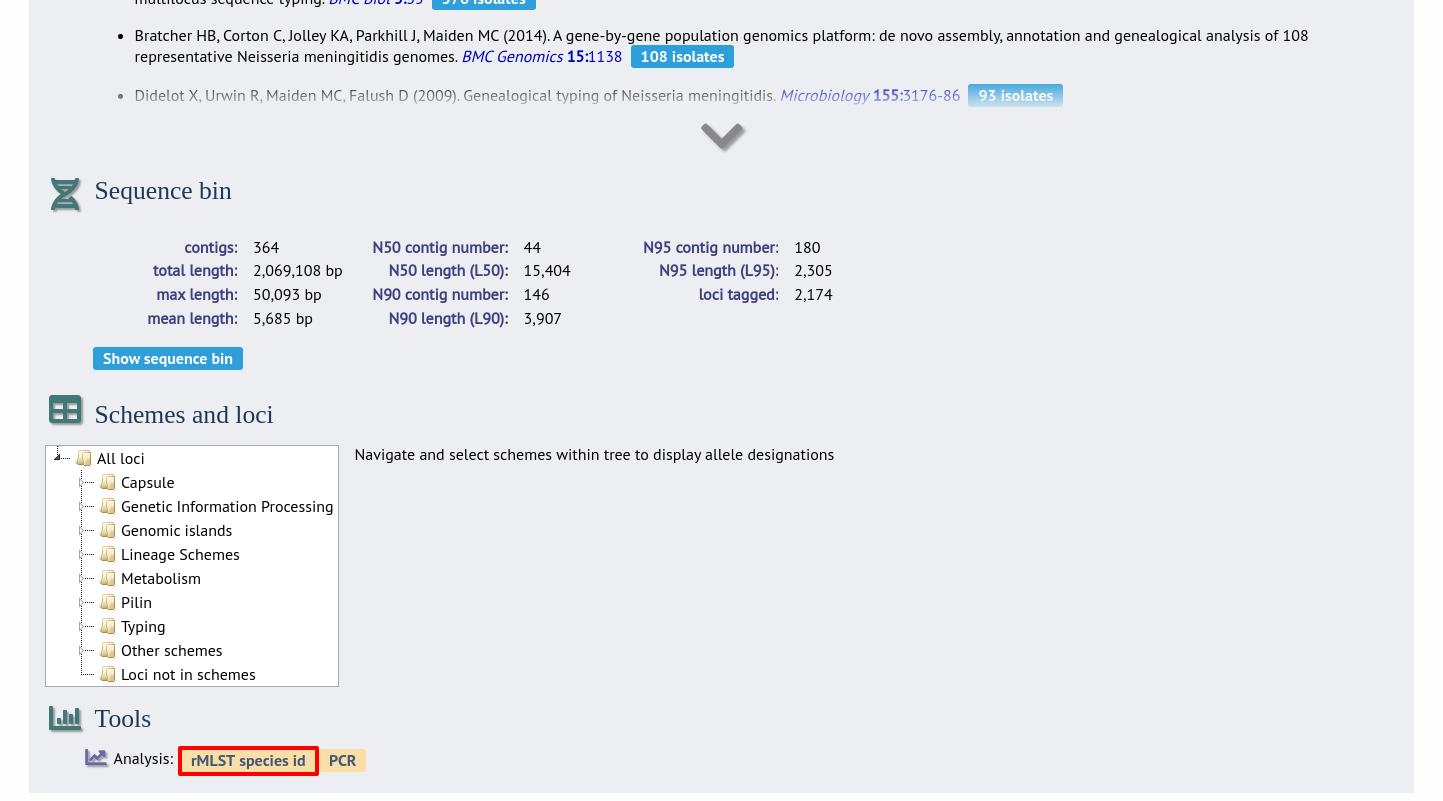 multilocus sequence typing. BMC Biol 3:35 976 isolates
Bratcher HB, Corton C, Jolley KA, Parkhill J, Maiden MC (2014). A gene-by-gene population genomics platform: de novo assembly, annotation and genealogical analysis of 108
representative Neisseria meningitidis genomes. BMC Genomics 15:1138 108 isolates
Didelot X, Urwin R, Maiden MC, Falush D (2009). Genealogical typing of Neisseria meningitidis. Microbiology 155:3176-86 93 isolates
Sequence bin
contigs: 364 N50 contig number: 44 N95 contig number: 180
total length: 2,069,108 bp N50 length (L50): 15,404 N95 length (L95): 2,305
max length: 50,093 bp N90 contig number: 146 loci tagged: 2,174
mean length: 5,685 bp N90 length (L90): 3,907
Show sequence bin
Schemes and loci
All loci
Navigate and select schemes within tree to display allele designations
Capsule
Genetic Information Processing
Genomic islands
Lineage Schemes
Metabolism
Pilin
Typing
Other schemes
Loci not in schemes
Tools
Analysis: rMLST species id PCR